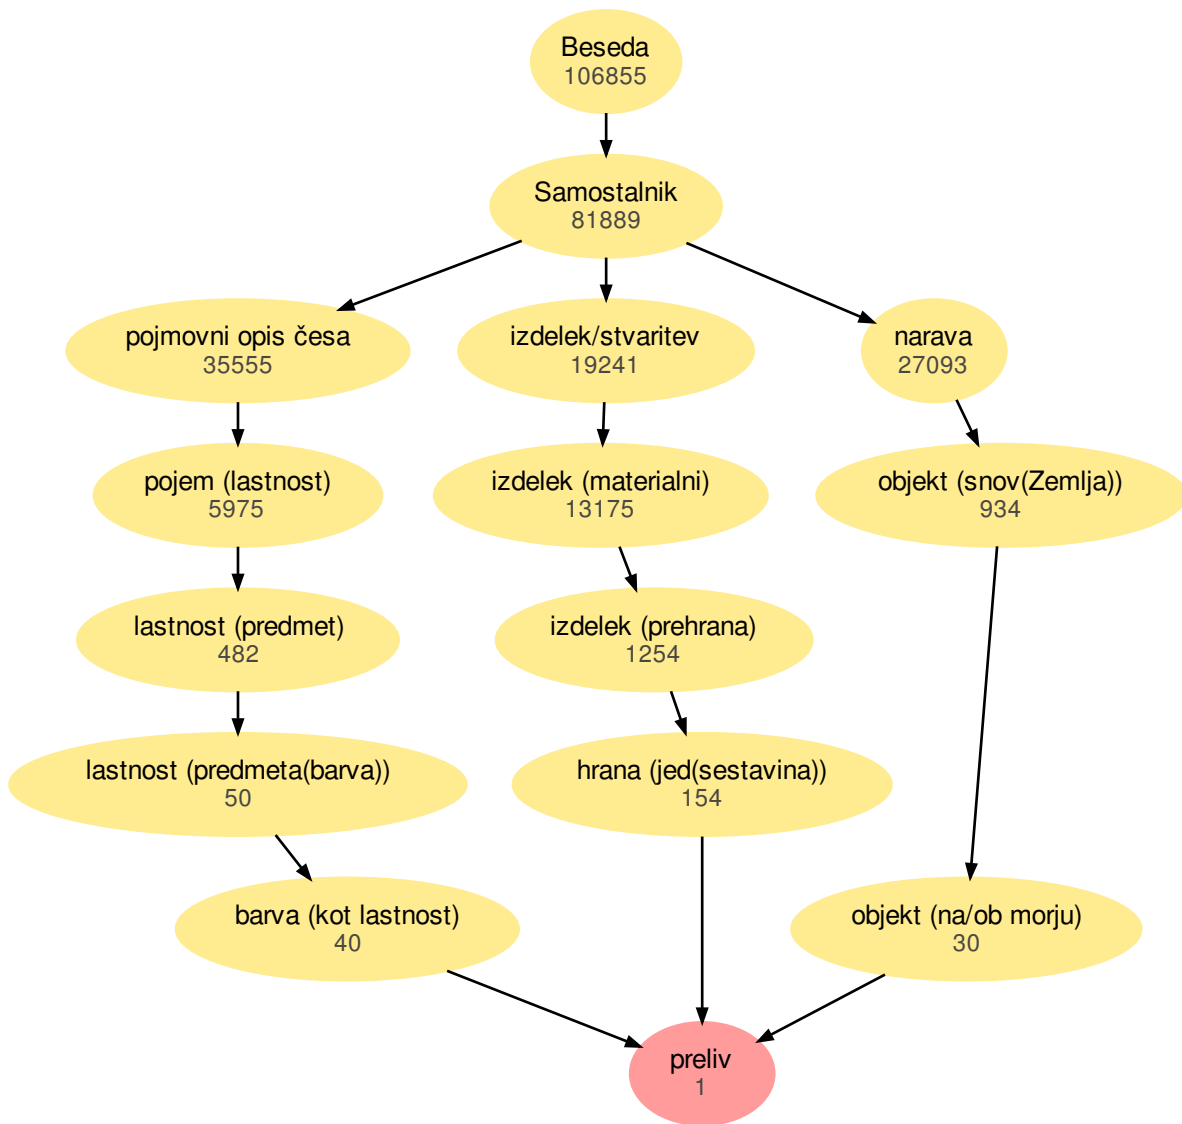 Beseda
106855
Samostalnik
81889
pojmovni opis česa
35555
izdelek/stvaritev
19241
narava
27093
pojem (lastnost)
5975
izdelek (materialni)
13175
objekt (snov(Zemlja))
934
lastnost (predmet)
482
izdelek (prehrana)
1254
lastnost (predmeta(barva))
50
hrana (jed(sestavina))
154
barva (kot lastnost)
40
objekt (na/ob morju)
30
preliv
1